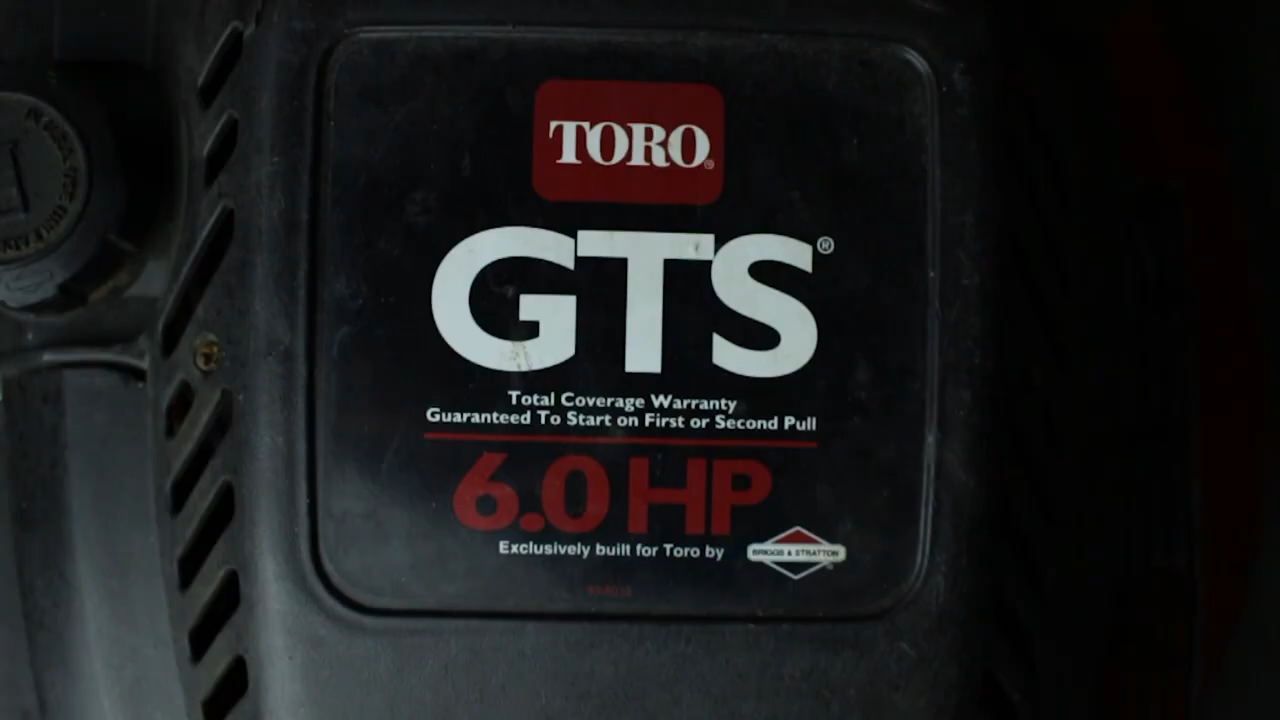 TORO®
GTS®
Total Coverage Warranty
Guaranteed To Start on First or Second Pull
6.0 HP
Exclusively built for Toro by
BRIGGS & STRATTON